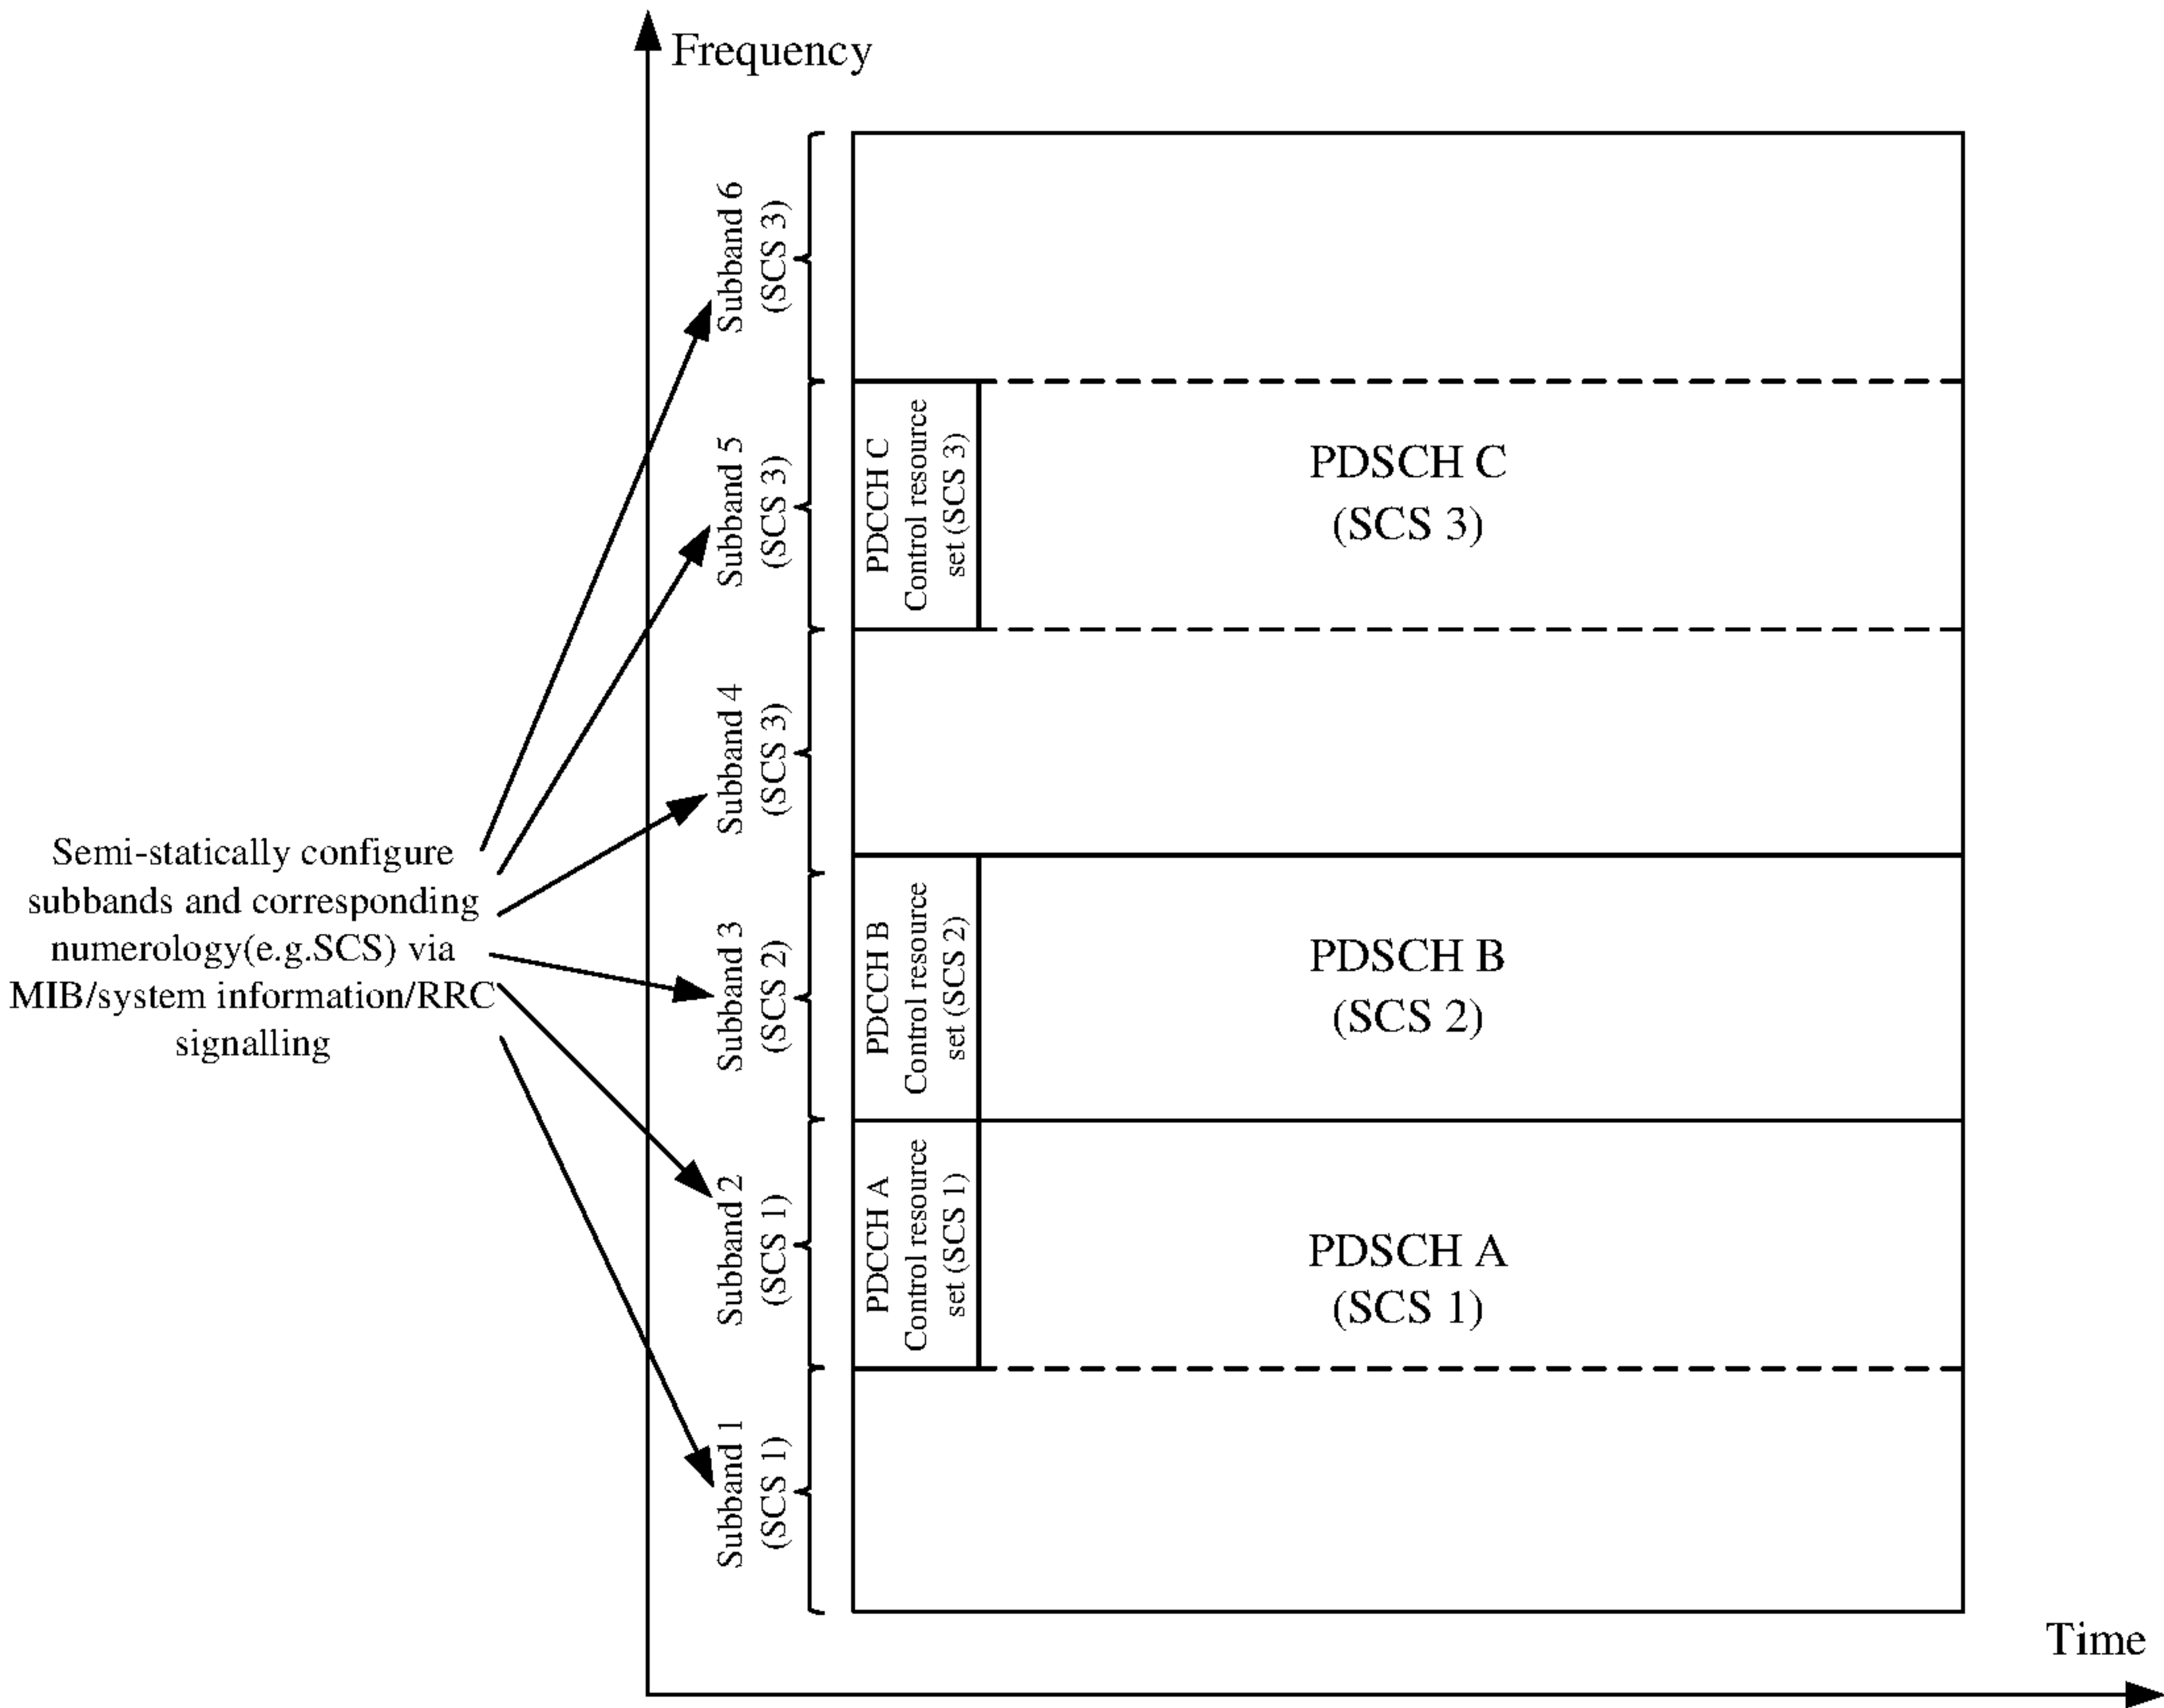 Frequency
Subband 6
(SCS 3)
Subband 5
(SCS 3)
PDCCH C
Control resource
set (SCS 3)
PDSCH C
(SCS 3)
Subband 4
(SCS 3)
Semi-statically configure
subbands and corresponding
numerology(e.g.SCS) via
MIB/system information/RRC
signalling
Subband 3
(SCS 2)
PDCCH B
Control resource
set (SCS 2)
PDSCH B
(SCS 2)
Subband 2
(SCS 1)
PDCCH A
Control resource
set (SCS 1)
PDSCH A
(SCS 1)
Subband 1
(SCS 1)
Time